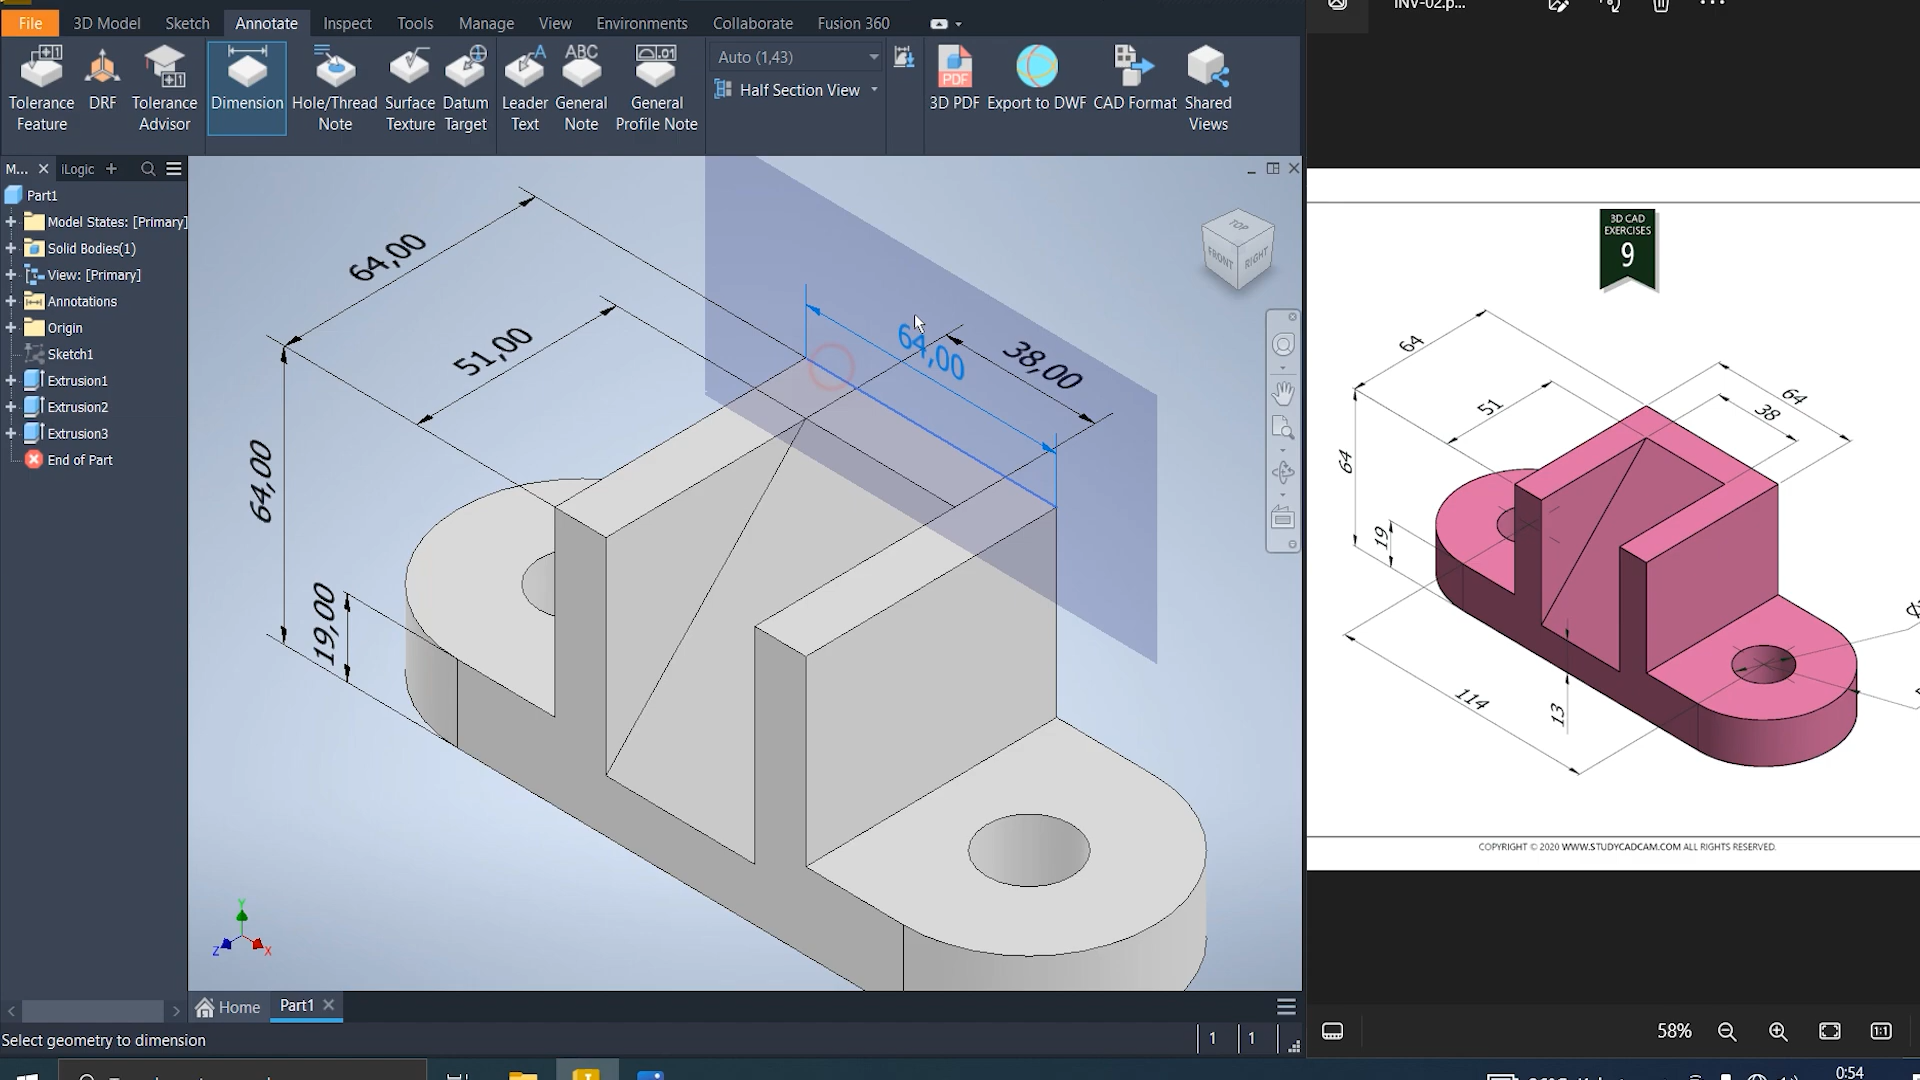 INV-02.p...
File 3D Model Sketch Annotate Inspect Tools Manage View Environments Collaborate Fusion 360
Tolerance Feature
DRF
Tolerance Advisor
Dimension
Hole/Thread Note
Surface Texture
Datum Target
Leader Text
General Note
General Profile Note
Auto (1,43)
Half Section View
3D PDF
Export to DWF
CAD Format
Shared Views
M... iLogic
Part1
Model States: [Primary]
Solid Bodies(1)
View: [Primary]
Annotations
Origin
Sketch1
Extrusion1
Extrusion2
Extrusion3
End of Part
64,00
51,00
64,00
38,00
64,00
19,00
TOP
FRONT
RIGHT
Y
Z
X
3D CAD
EXERCISES
9
64
51
64
38
64
19
114
13
COPYRIGHT © 2020 WWW.STUDYCADCAM.COM ALL RIGHTS RESERVED.
Home Part1
Select geometry to dimension
1 1
58%
1:1
0:54